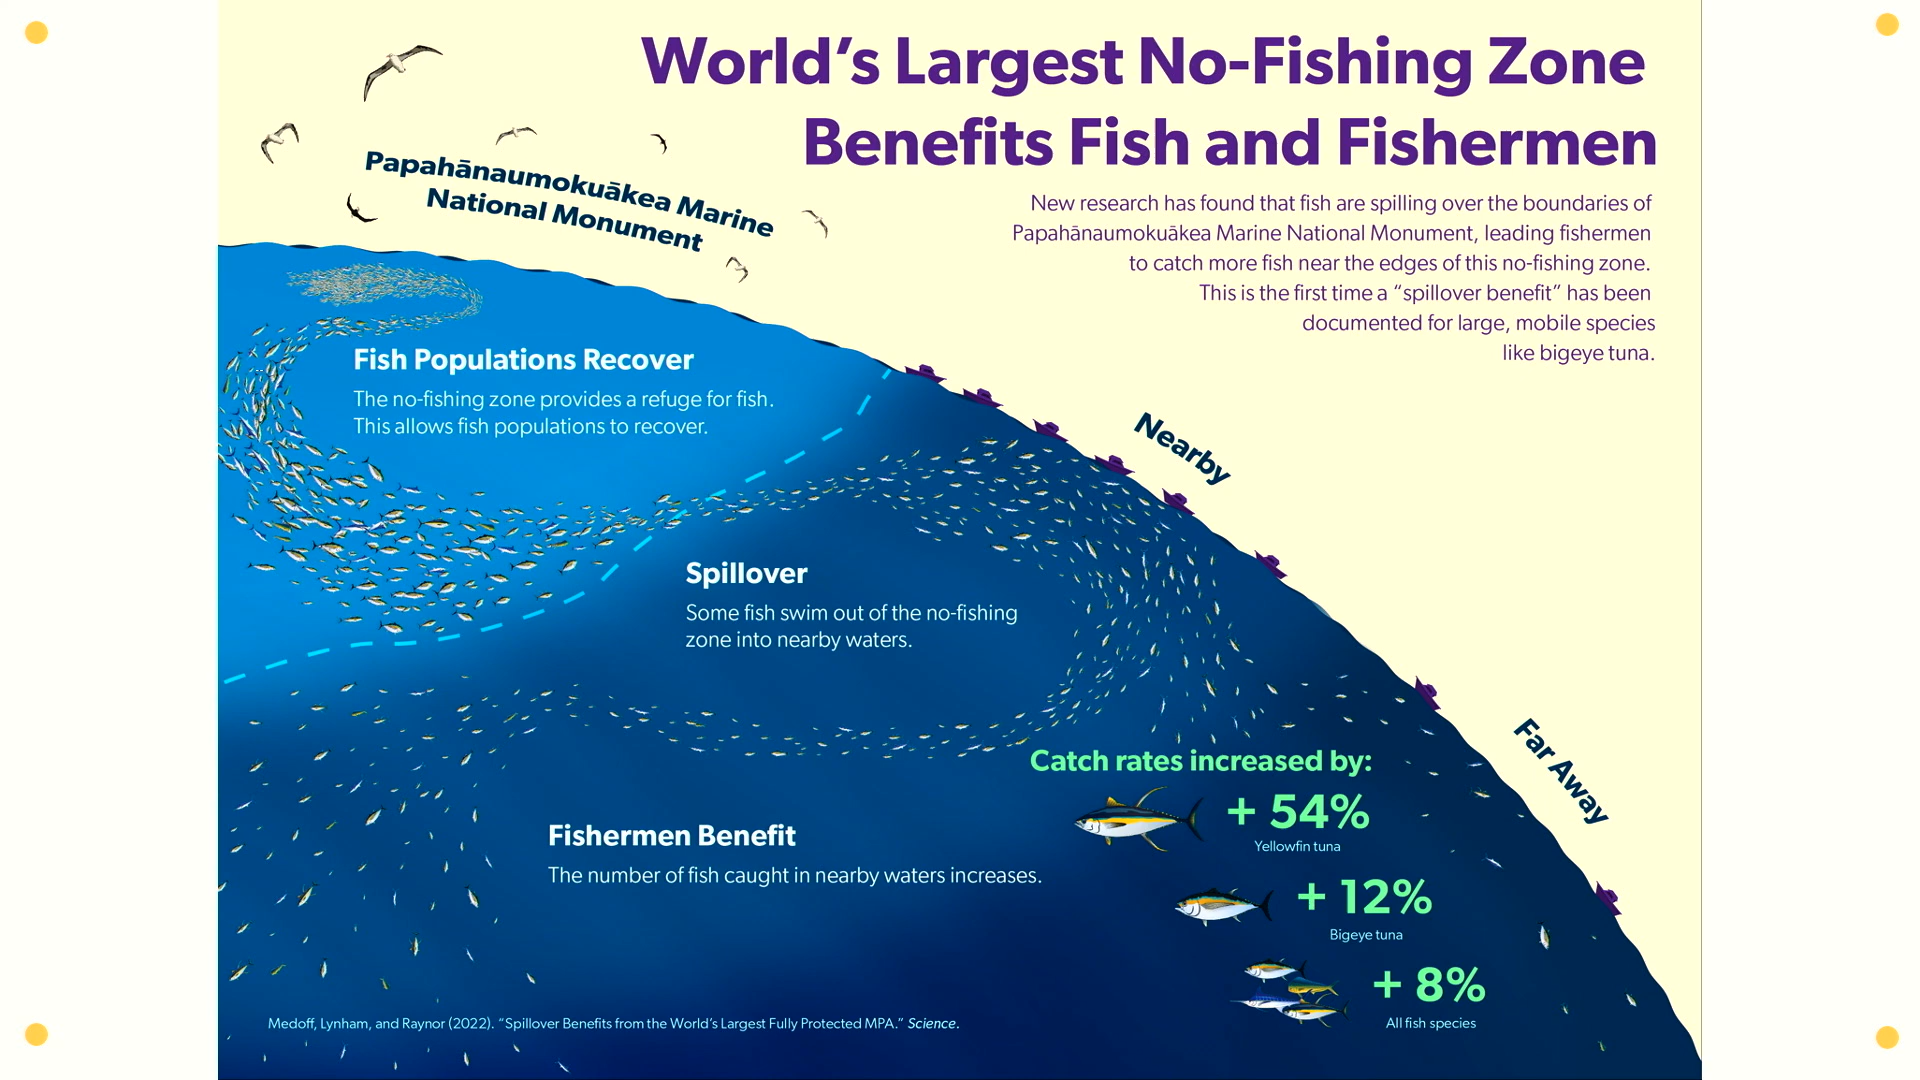 World's Largest No-Fishing Zone
Benefits Fish and Fishermen
New research has found that fish are spilling over the boundaries of
Papahānaumokuākea Marine National Monument, leading fishermen
to catch more fish near the edges of this no-fishing zone.
This is the first time a “spillover benefit” has been
documented for large, mobile species
like bigeye tuna.
Papahānaumokuākea Marine
National Monument
Fish Populations Recover
The no-fishing zone provides a refuge for fish.
This allows fish populations to recover.
Nearby
Spillover
Some fish swim out of the no-fishing
zone into nearby waters.
Far Away
Catch rates increased by:
+ 54%
Yellowfin tuna
Fishermen Benefit
The number of fish caught in nearby waters increases.
+ 12%
Bigeye tuna
+ 8%
All fish species
Medoff, Lynham, and Raynor (2022). “Spillover Benefits from the World's Largest Fully Protected MPA.” Science.